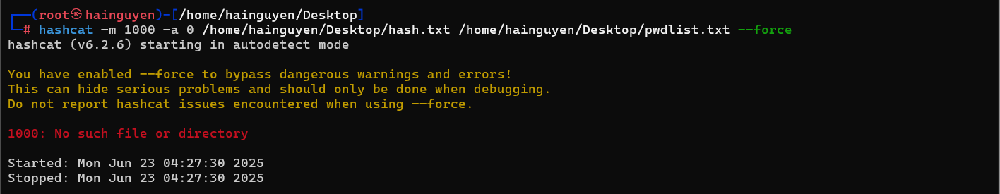 ┌──(root㉿hainguyen)-[/home/hainguyen/Desktop]
└─# hashcat -m 1000 -a 0 /home/hainguyen/Desktop/hash.txt /home/hainguyen/Desktop/pwdlist.txt --force
hashcat (v6.2.6) starting in autodetect mode
You have enabled --force to bypass dangerous warnings and errors!
This can hide serious problems and should only be done when debugging.
Do not report hashcat issues encountered when using --force.
1000: No such file or directory
Started: Mon Jun 23 04:27:30 2025
Stopped: Mon Jun 23 04:27:30 2025